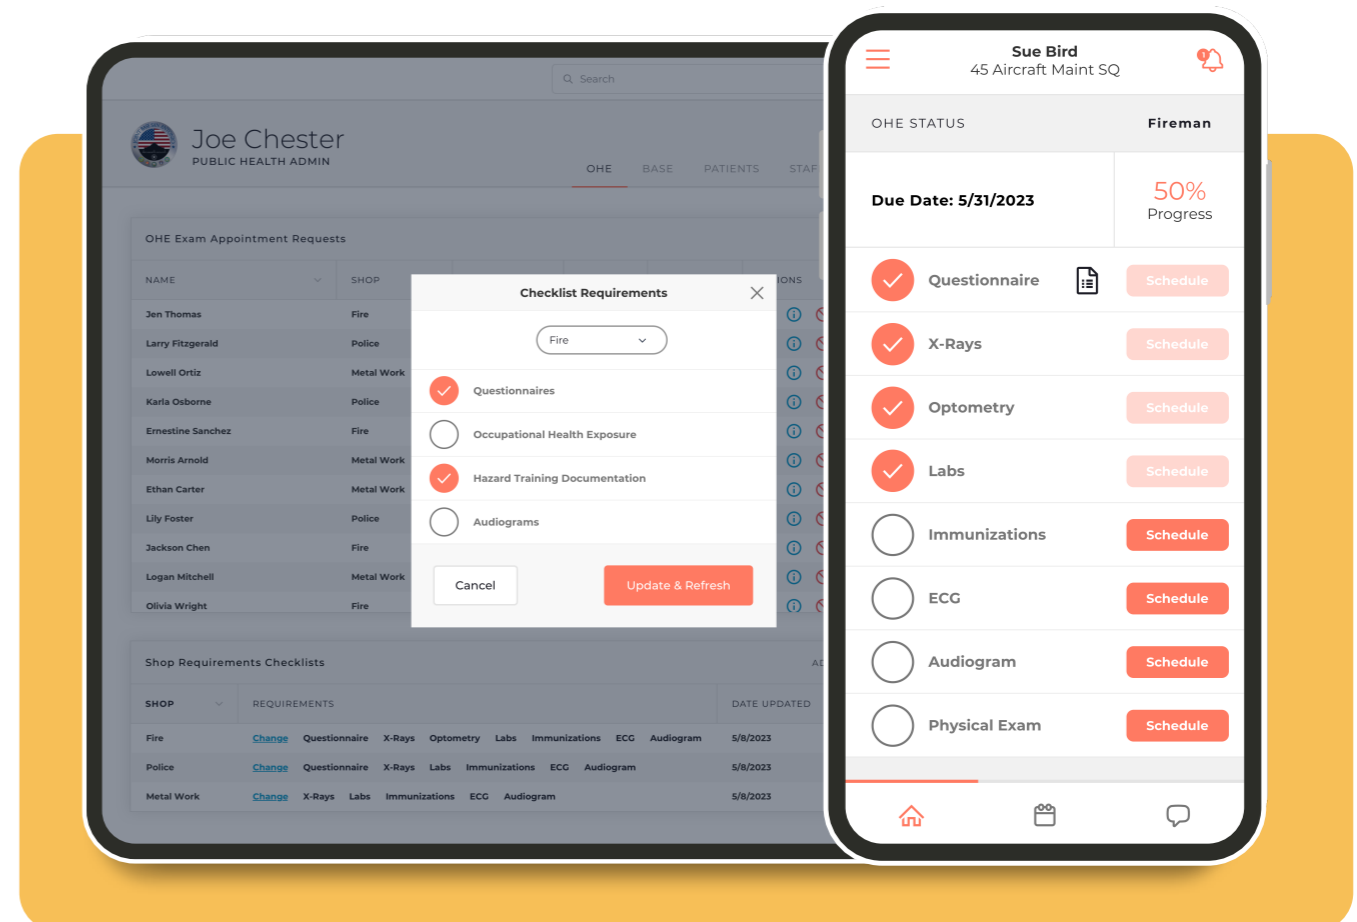 Search
Joe Chester
PUBLIC HEALTH ADMIN
OHE BASE PATIENTS
OHE Exam Appointment Requests
NAME SHOP
Jen Thomas Fire
Larry Fitzgerald Police
Lowell Ortiz Metal Work
Karla Osborne Police
Ernestine Sanchez Fire
Morris Arnold Metal Work
Ethan Carter Metal Work
Lily Foster Police
Jackson Chen Fire
Logan Mitchell Metal Work
Olivia Wright Fire
Checklist Requirements
Fire
Questionnaires
Occupational Health Exposure
Hazard Training Documentation
Audiograms
Cancel Update & Refresh
Shop Requirements Checklists
SHOP REQUIREMENTS DATE UPDATED
Fire Change Questionnaire X-Rays Optometry Labs Immunizations ECG Audiogram 5/8/2023
Police Change Questionnaire X-Rays Labs Immunizations ECG Audiogram 5/8/2023
Metal Work Change X-Rays Labs Immunizations ECG Audiogram 5/8/2023
Sue Bird
45 Aircraft Maint SQ
1
OHE STATUS Fireman
Due Date: 5/31/2023
50%
Progress
Questionnaire Schedule
X-Rays Schedule
Optometry Schedule
Labs Schedule
Immunizations Schedule
ECG Schedule
Audiogram Schedule
Physical Exam Schedule